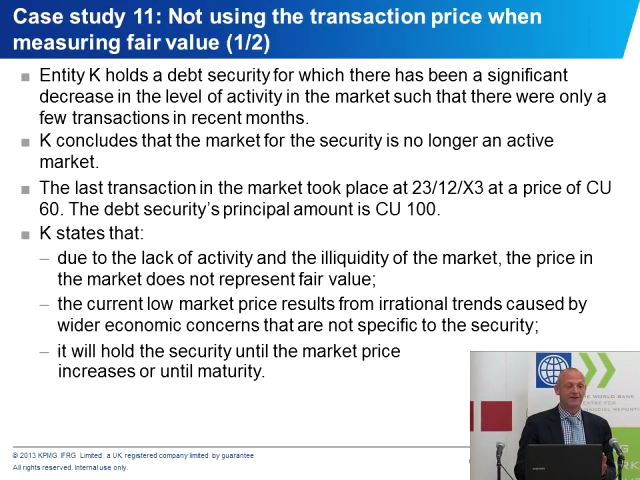 Case study 11: Not using the transaction price when
measuring fair value (1/2)
Entity K holds a debt security for which there has been a significant
decrease in the level of activity in the market such that there were only a
few transactions in recent months.
K concludes that the market for the security is no longer an active
market.
The last transaction in the market took place at 23/12/X3 at a price of CU
60. The debt security's principal amount is CU 100.
K states that:
– due to the lack of activity and the illiquidity of the market, the price in
the market does not represent fair value;
– the current low market price results from irrational trends caused by
wider economic concerns that are not specific to the security;
– it will hold the security until the market price
increases or until maturity.
© 2013 KPMG IFRG Limited, a UK registered company limited by guarantee
All rights reserved. Internal use only.
WORLD BANK